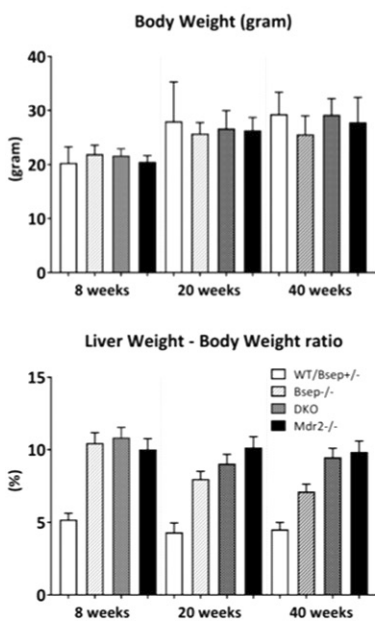 Body Weight (gram)
40
30
20
10
0
(gram)
8 weeks
20 weeks
40 weeks
Liver Weight - Body Weight ratio
15
10
5
0
(%)
WT/Bsep+/-
Bsep-/-
DKO
Mdr2-/-
8 weeks
20 weeks
40 weeks